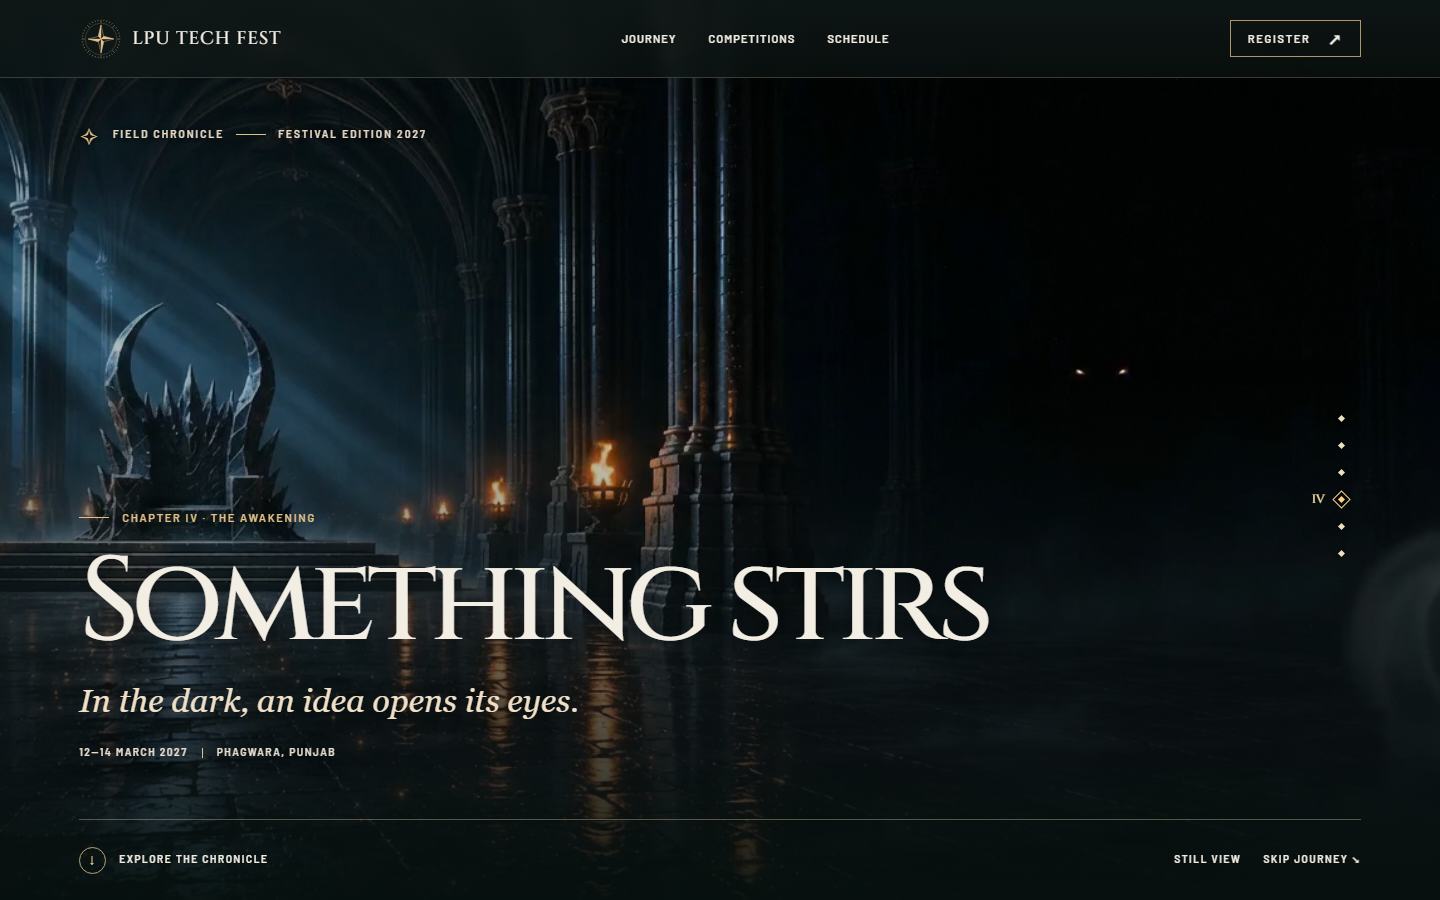 LPU TECH FEST
JOURNEY COMPETITIONS SCHEDULE
REGISTER ↗
FIELD CHRONICLE FESTIVAL EDITION 2027
IV
CHAPTER IV · THE AWAKENING
SOMETHING STIRS
In the dark, an idea opens its eyes.
12–14 MARCH 2027 | PHAGWARA, PUNJAB
↓ EXPLORE THE CHRONICLE
STILL VIEW SKIP JOURNEY ↘